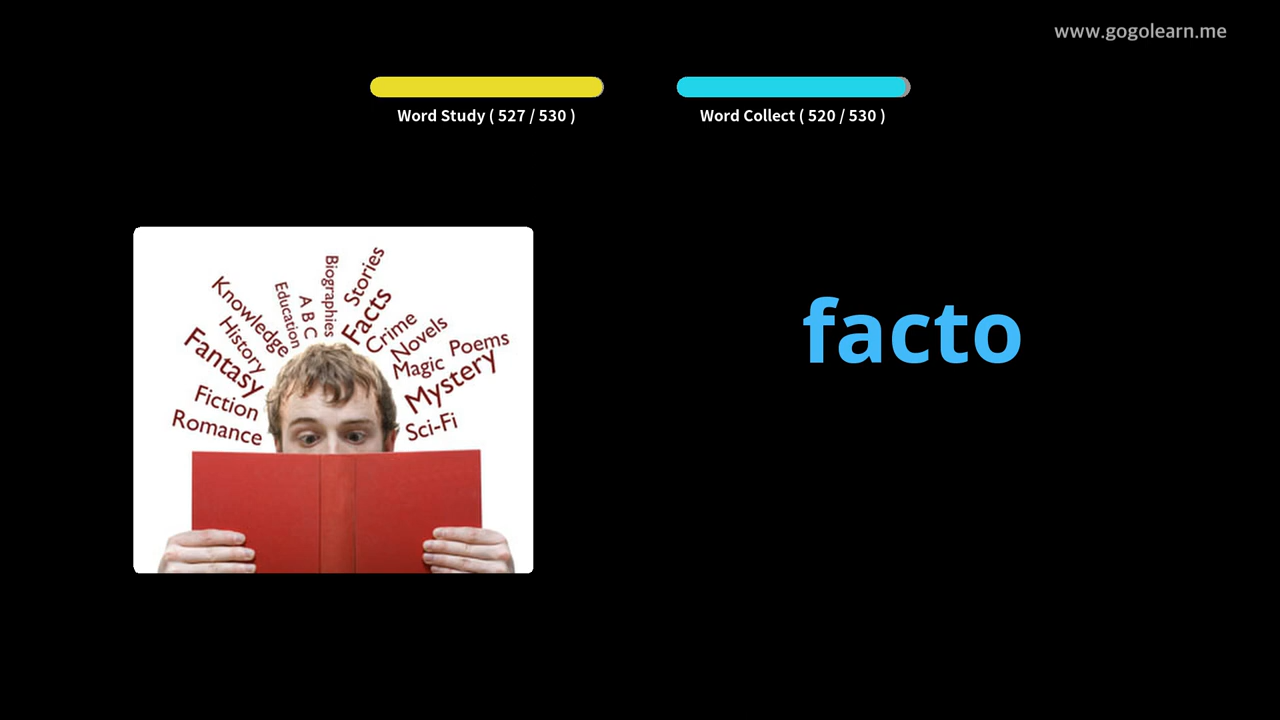 www.gogolearn.me
Word Study ( 527 / 530 )
Word Collect ( 520 / 530 )
facto
Biographies
Stories
Facts
A B C
Education
Knowledge
History
Fantasy
Fiction
Romance
Crime
Novels
Magic
Poems
Mystery
Sci-Fi